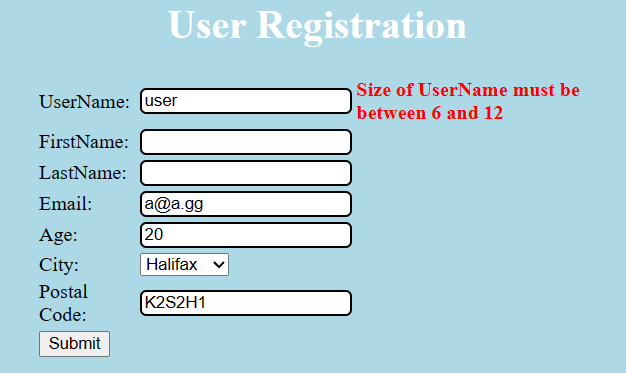 User Registration
UserName: user Size of UserName must be
between 6 and 12
FirstName:
LastName:
Email: a@a.gg
Age: 20
City: Halifax
Postal
Code: K2S2H1
Submit